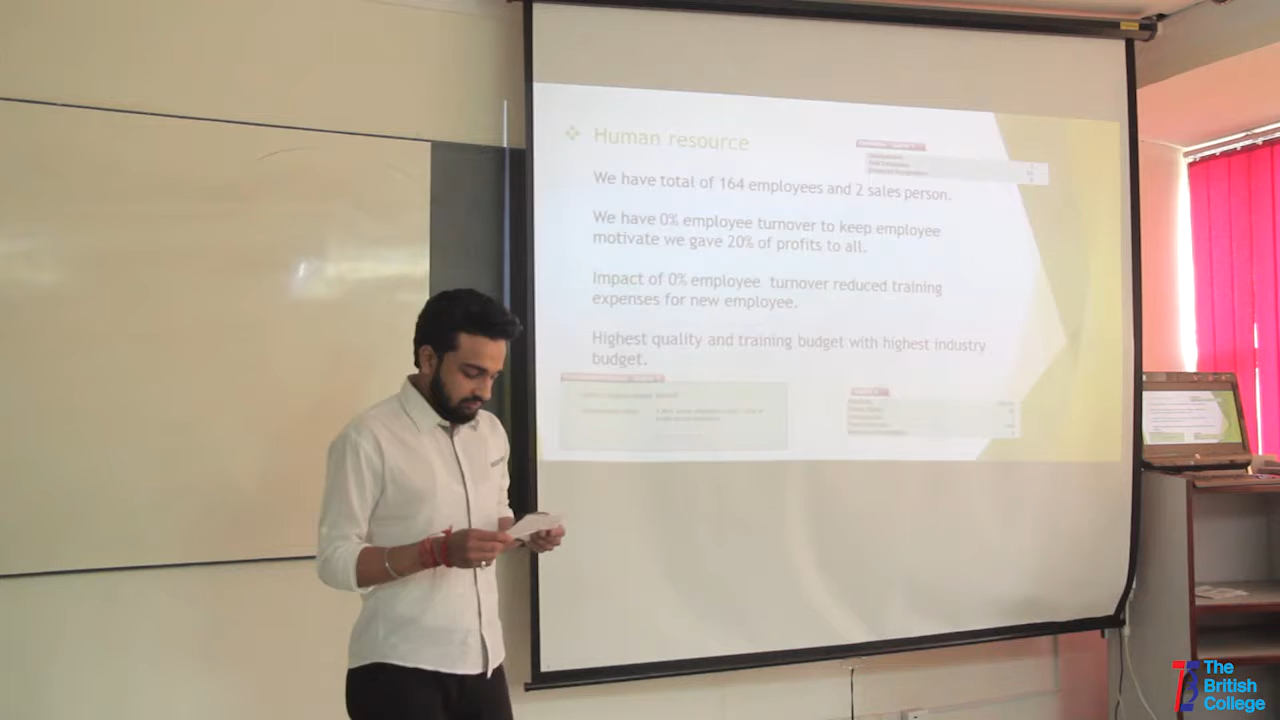 ❖ Human resource
We have total of 164 employees and 2 sales person.
We have 0% employee turnover to keep employee
motivate we gave 20% of profits to all.
Impact of 0% employee turnover reduced training
expenses for new employee.
Highest quality and training budget with highest industry
budget.
The
British
College